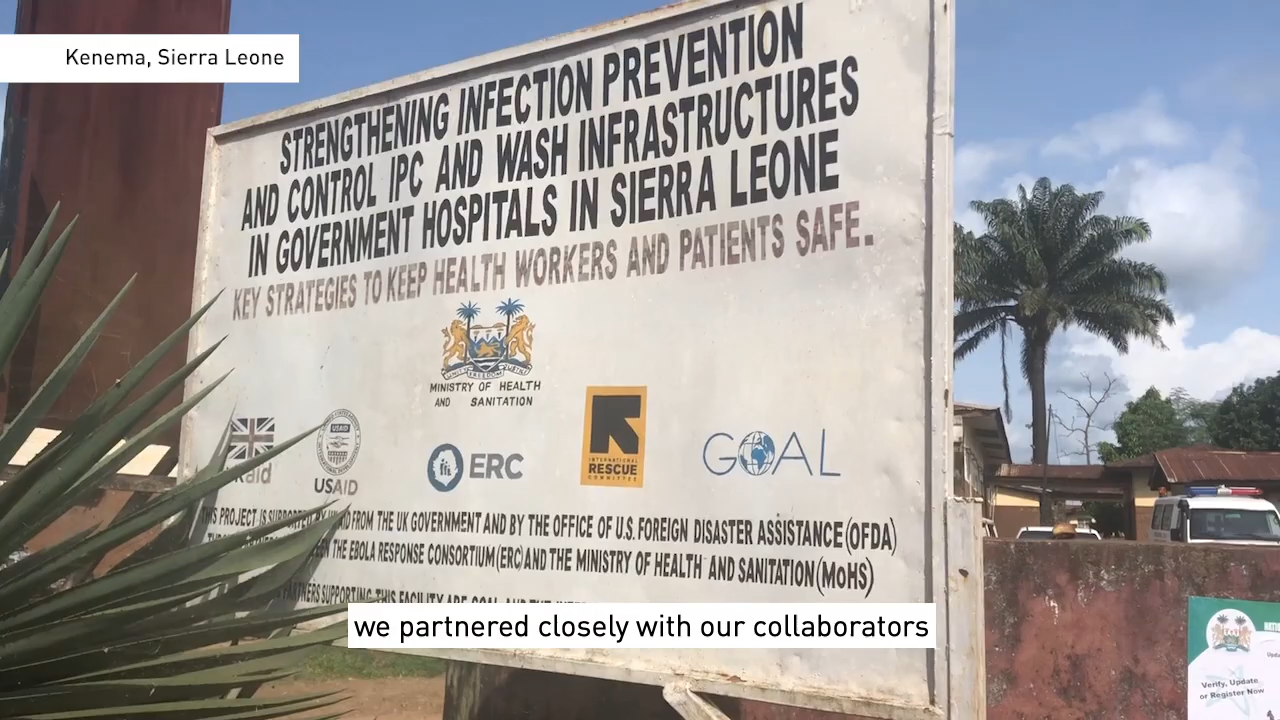 Kenema, Sierra Leone
STRENGTHENING INFECTION PREVENTION
AND CONTROL IPC AND WASH INFRASTRUCTURES
IN GOVERNMENT HOSPITALS IN SIERRA LEONE
KEY STRATEGIES TO KEEP HEALTH WORKERS AND PATIENTS SAFE.
MINISTRY OF HEALTH
AND SANITATION
aid
USAID
USAID
ERC
INTERNATIONAL
RESCUE
COMMITTEE
GOAL
THIS PROJECT IS SUPPORTED BY FROM THE UK GOVERNMENT AND BY THE OFFICE OF U.S. FOREIGN DISASTER ASSISTANCE (OFDA)
THE EBOLA RESPONSE CONSORTIUM (ERC) AND THE MINISTRY OF HEALTH AND SANITATION (MoHS)
PARTNERS SUPPORTING THIS FACILITY ARE GOAL AND THE
we partnered closely with our collaborators
Verify, Update
or Register Now